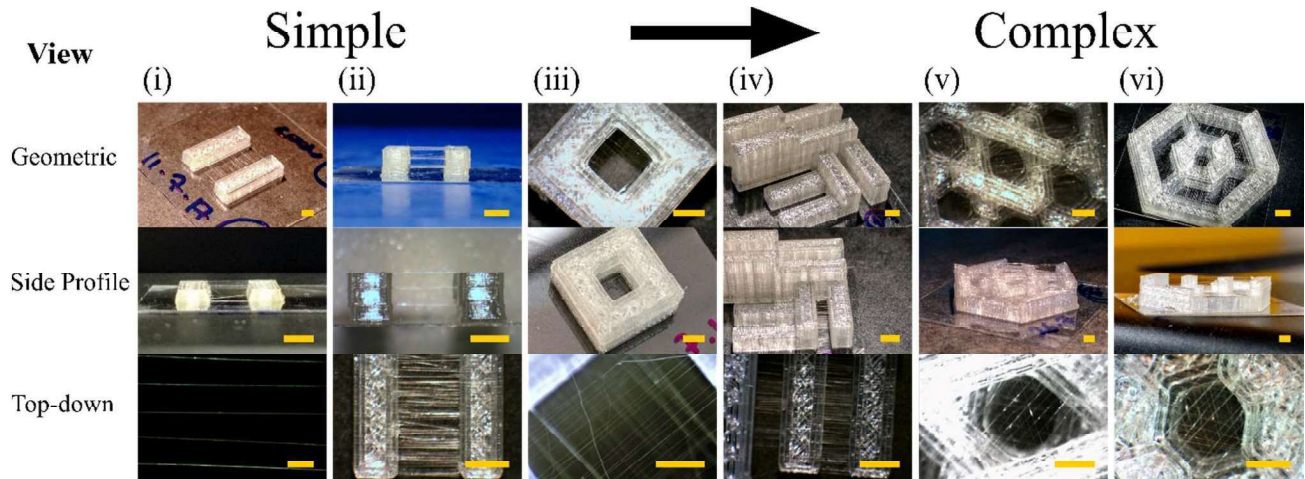 Simple Complex
View
(i) (ii) (iii) (iv) (v) (vi)
Geometric
Side Profile
Top-down